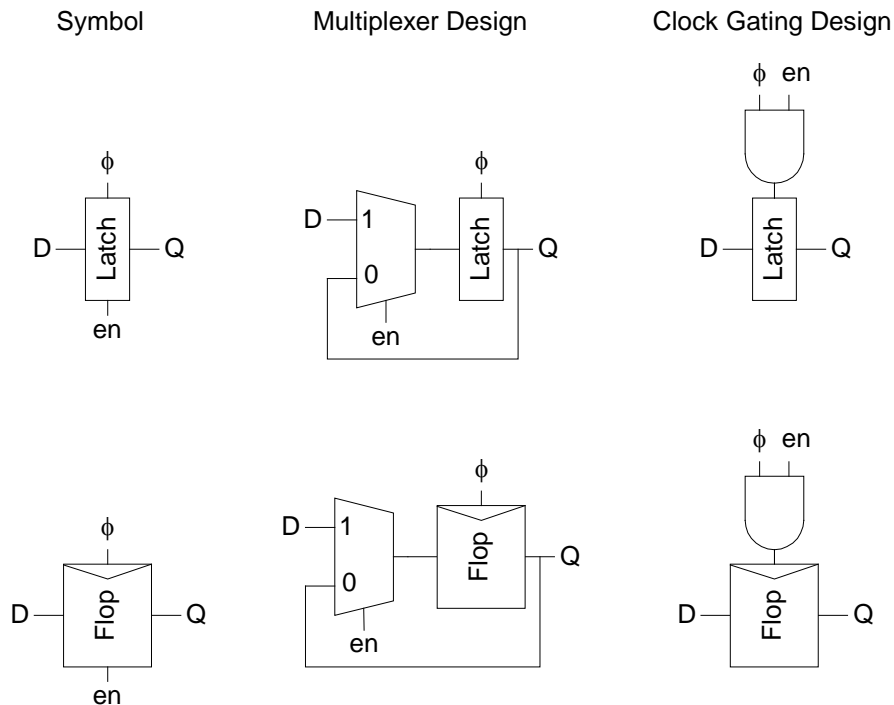 Symbol Multiplexer Design Clock Gating Design
ϕ en
ϕ ϕ
D Latch Q D 1 0 Latch Q D Latch Q
en en
ϕ en
ϕ ϕ
D Flop Q D 1 0 Flop Q D Flop Q
en en